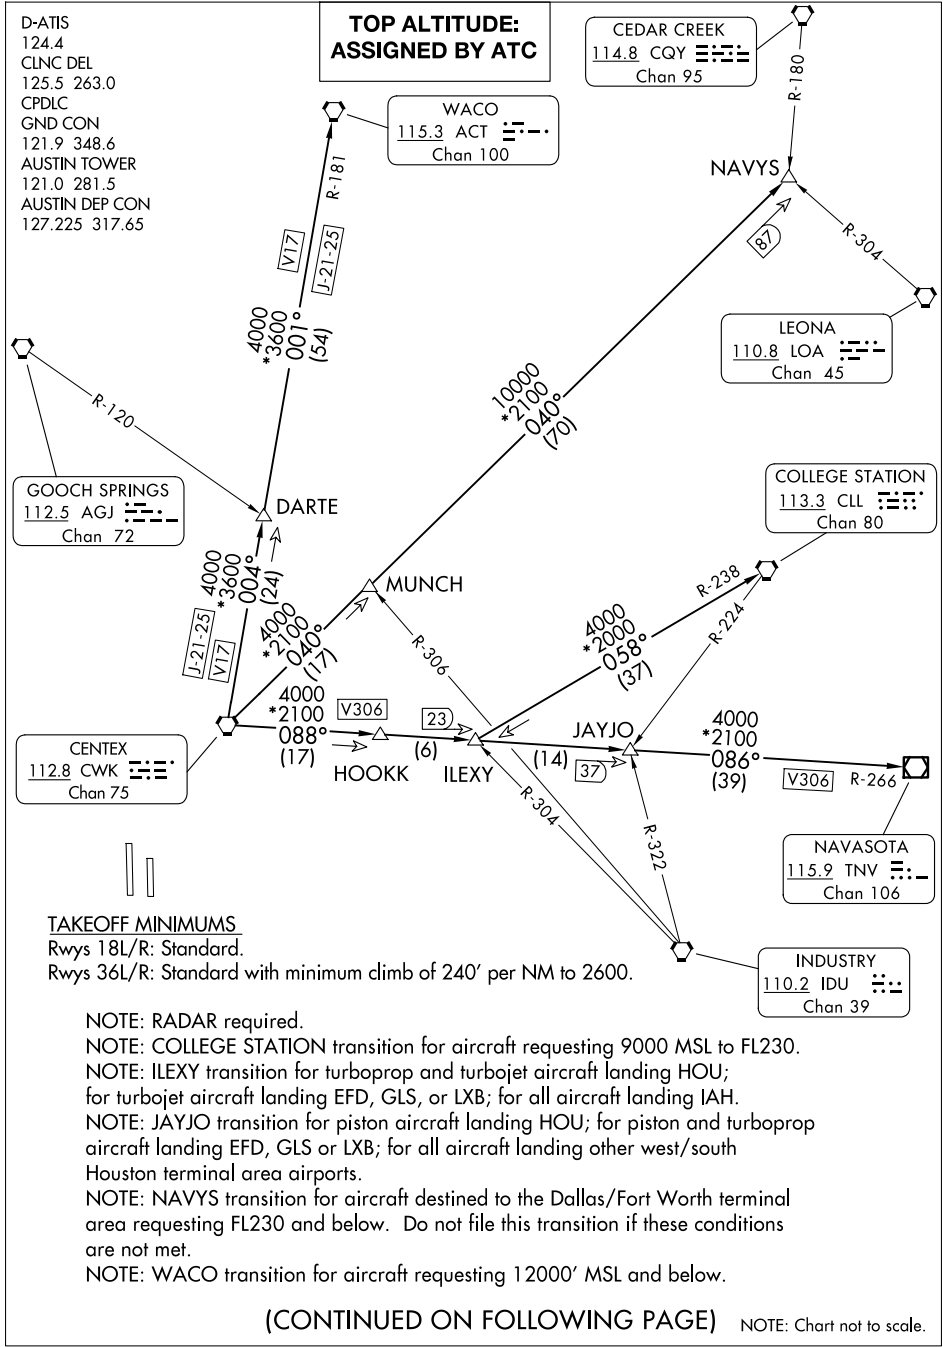 D-ATIS
124.4
CLNC DEL
125.5 263.0
CPDLC
GND CON
121.9 348.6
AUSTIN TOWER
121.0 281.5
AUSTIN DEP CON
127.225 317.65
TOP ALTITUDE:
ASSIGNED BY ATC
CEDAR CREEK
114.8 CQY
Chan 95
R-180
WACO
115.3 ACT
Chan 100
R-181
NAVYS
87
R-304
V17
J-21-25
4000
*3600
001°
(54)
LEONA
110.8 LOA
Chan 45
R-120
10000
*2100
040°
(70)
GOOCH SPRINGS
112.5 AGJ
Chan 72
DARTE
COLLEGE STATION
113.3 CLL
Chan 80
4000
*3600
004°
(24)
J-21-25
V17
MUNCH
4000
*2100
040°
(17)
R-306
R-238
R-224
4000
*2000
058°
(37)
4000
*2100
088°
(17)
V306
23
(6)
HOOKK
ILEXY
JAYJO
(14)
37
4000
*2100
086°
(39)
V306
R-266
CENTEX
112.8 CWK
Chan 75
R-304
R-322
NAVASOTA
115.9 TNV
Chan 106
INDUSTRY
110.2 IDU
Chan 39
TAKEOFF MINIMUMS
Rwys 18L/R: Standard.
Rwys 36L/R: Standard with minimum climb of 240' per NM to 2600.
NOTE: RADAR required.
NOTE: COLLEGE STATION transition for aircraft requesting 9000 MSL to FL230.
NOTE: ILEXY transition for turboprop and turbojet aircraft landing HOU;
for turbojet aircraft landing EFD, GLS, or LXB; for all aircraft landing IAH.
NOTE: JAYJO transition for piston aircraft landing HOU; for piston and turboprop
aircraft landing EFD, GLS or LXB; for all aircraft landing other west/south
Houston terminal area airports.
NOTE: NAVYS transition for aircraft destined to the Dallas/Fort Worth terminal
area requesting FL230 and below. Do not file this transition if these conditions
are not met.
NOTE: WACO transition for aircraft requesting 12000' MSL and below.
(CONTINUED ON FOLLOWING PAGE)
NOTE: Chart not to scale.